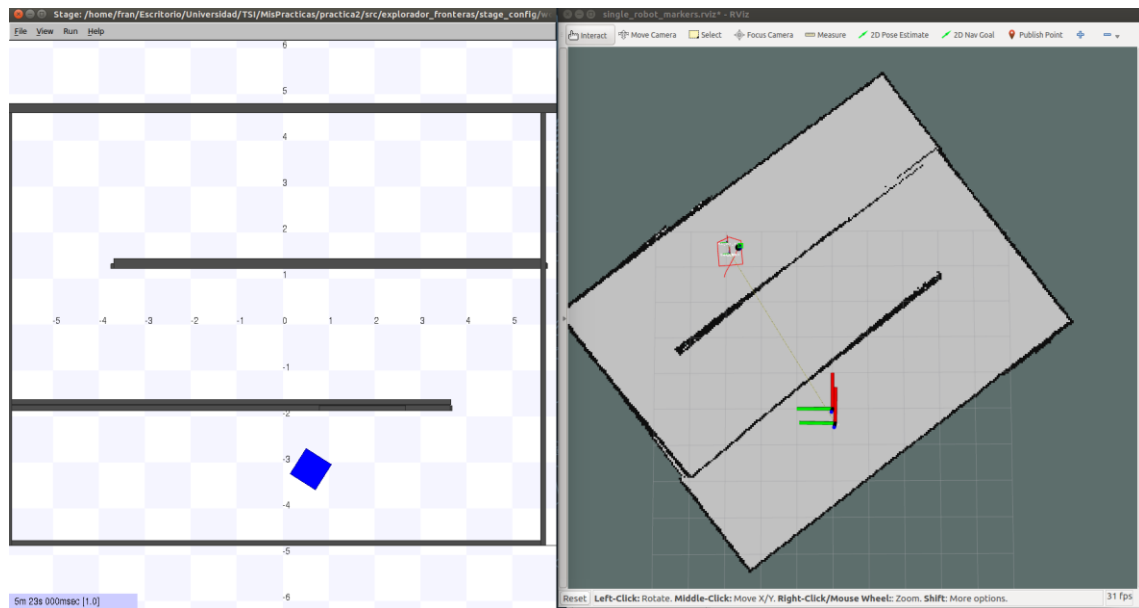 Stage: /home/fran/Escritorio/Universidad/TSI/MisPracticas/practica2/src/explorador_fronteras/stage_config/w
File View Run Help
6
5
4
3
2
1
-5 -4 -3 -2 -1 0 1 2 3 4 5
-1
-2
-3
-4
-5
-6
5m 23s 000msec [1.0]
single_robot_markers.rviz* - RViz
Interact Move Camera Select Focus Camera Measure 2D Pose Estimate 2D Nav Goal Publish Point
Reset Left-Click: Rotate. Middle-Click: Move X/Y. Right-Click/Mouse Wheel:: Zoom. Shift: More options. 31 fps